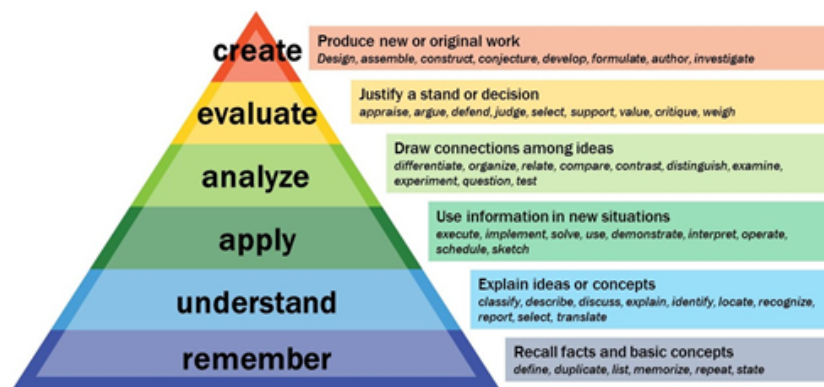 create
Produce new or original work
Design, assemble, construct, conjecture, develop, formulate, author, investigate
evaluate
Justify a stand or decision
appraise, argue, defend, judge, select, support, value, critique, weigh
analyze
Draw connections among ideas
differentiate, organize, relate, compare, contrast, distinguish, examine,
experiment, question, test
apply
Use information in new situations
execute, implement, solve, use, demonstrate, interpret, operate,
schedule, sketch
understand
Explain ideas or concepts
classify, describe, discuss, explain, identify, locate, recognize,
report, select, translate
remember
Recall facts and basic concepts
define, duplicate, list, memorize, repeat, state